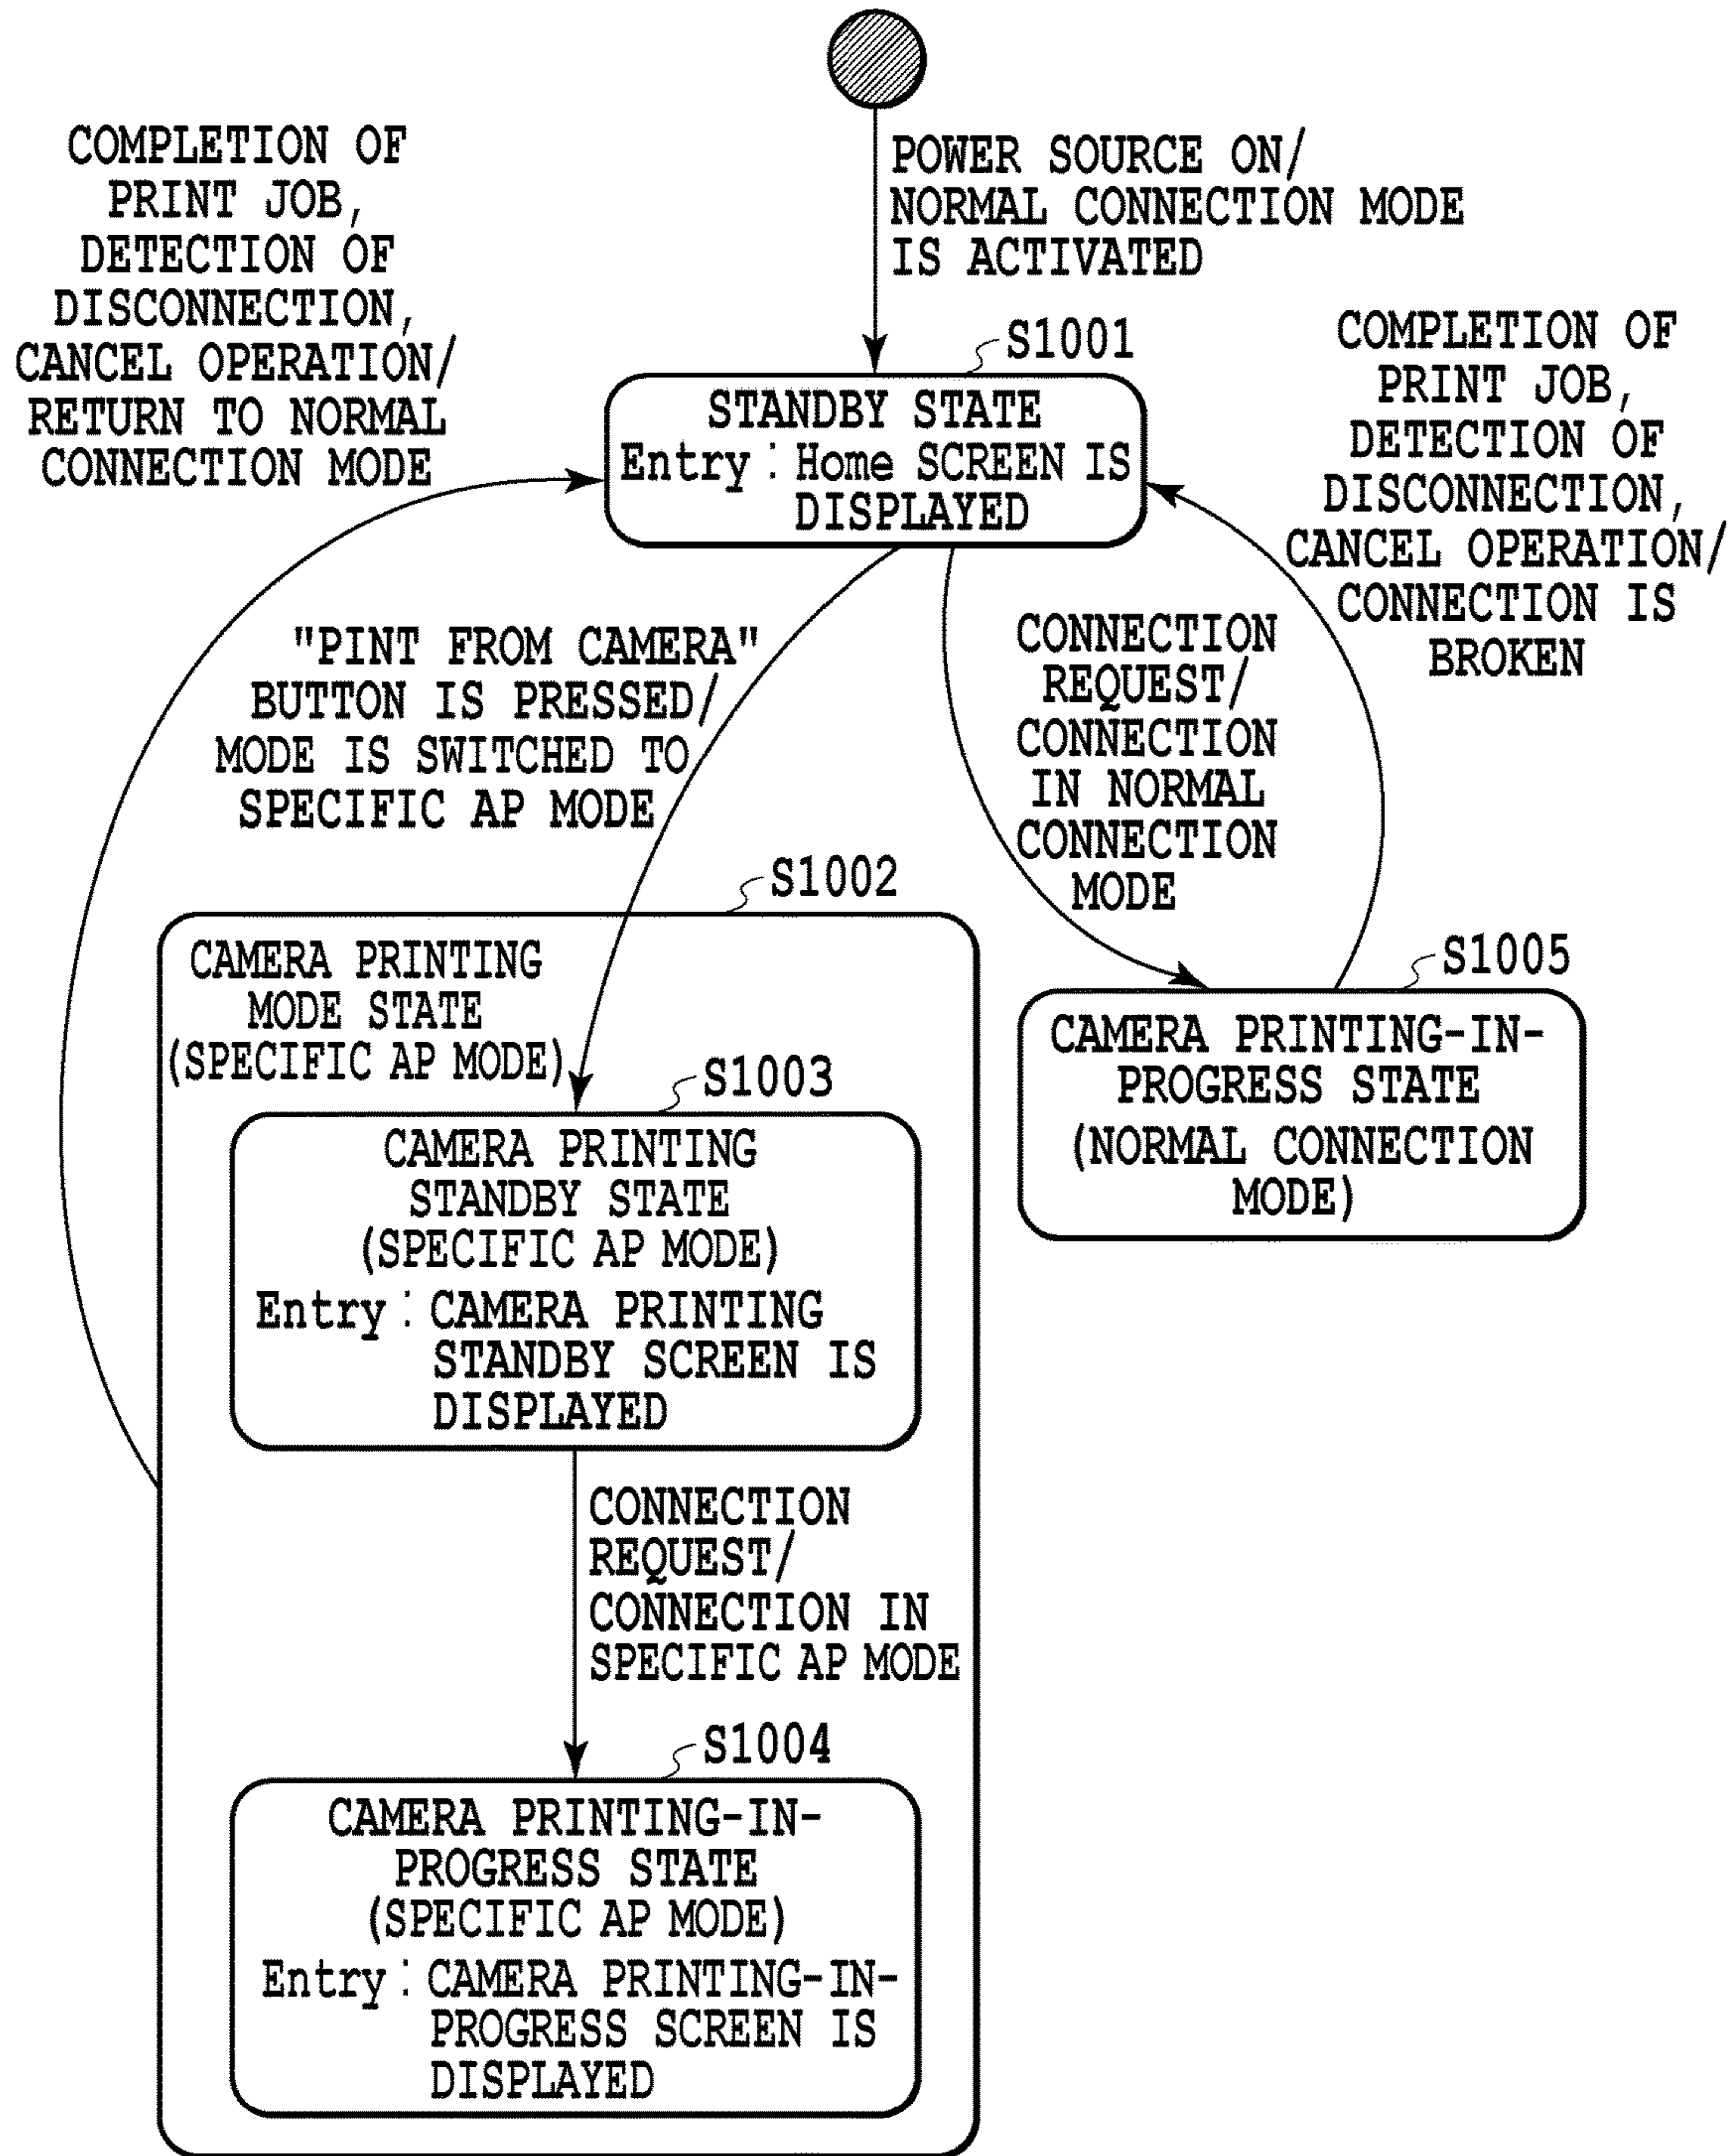 POWER SOURCE ON/
NORMAL CONNECTION MODE
IS ACTIVATED
COMPLETION OF
PRINT JOB,
DETECTION OF
DISCONNECTION,
CANCEL OPERATION/
RETURN TO NORMAL
CONNECTION MODE
S1001
STANDBY STATE
Entry : Home SCREEN IS
DISPLAYED
COMPLETION OF
PRINT JOB,
DETECTION OF
DISCONNECTION,
CANCEL OPERATION/
CONNECTION IS
BROKEN
"PINT FROM CAMERA"
BUTTON IS PRESSED/
MODE IS SWITCHED TO
SPECIFIC AP MODE
CONNECTION
REQUEST/
CONNECTION
IN NORMAL
CONNECTION
MODE
S1002
CAMERA PRINTING
MODE STATE
(SPECIFIC AP MODE)
S1005
CAMERA PRINTING-IN-
PROGRESS STATE
(NORMAL CONNECTION
MODE)
S1003
CAMERA PRINTING
STANDBY STATE
(SPECIFIC AP MODE)
Entry : CAMERA PRINTING
STANDBY SCREEN IS
DISPLAYED
CONNECTION
REQUEST/
CONNECTION IN
SPECIFIC AP MODE
S1004
CAMERA PRINTING-IN-
PROGRESS STATE
(SPECIFIC AP MODE)
Entry : CAMERA PRINTING-IN-
PROGRESS SCREEN IS
DISPLAYED